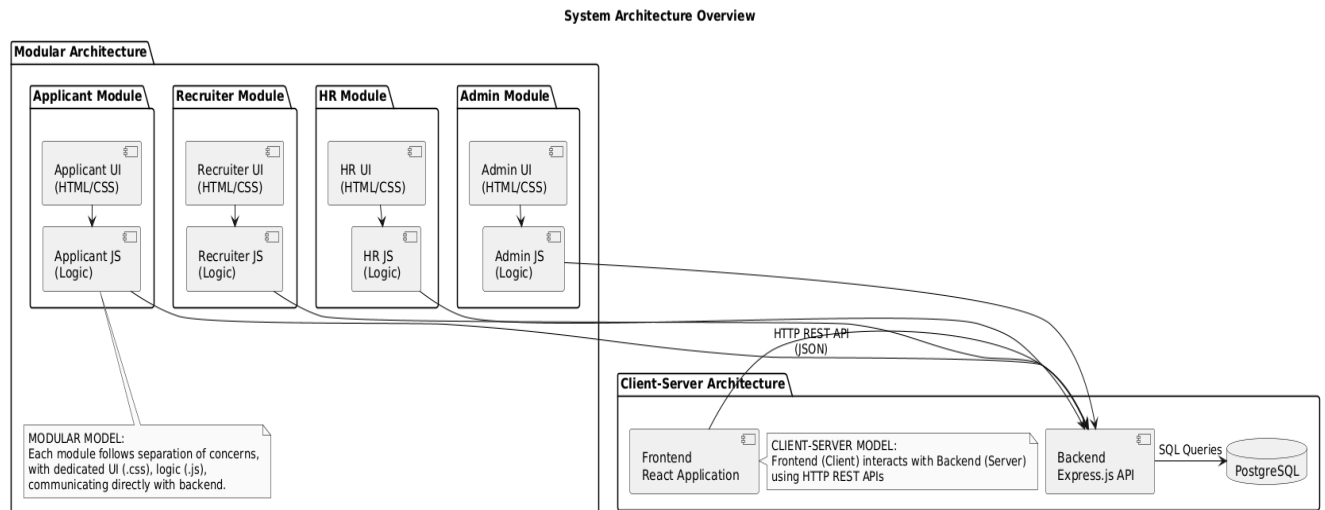 System Architecture Overview
Modular Architecture
Applicant Module
Recruiter Module
HR Module
Admin Module
Applicant UI
(HTML/CSS)
Recruiter UI
(HTML/CSS)
HR UI
(HTML/CSS)
Admin UI
(HTML/CSS)
Applicant JS
(Logic)
Recruiter JS
(Logic)
HR JS
(Logic)
Admin JS
(Logic)
HTTP REST API
(JSON)
Client-Server Architecture
MODULAR MODEL:
Each module follows separation of concerns,
with dedicated UI (.css), logic (.js),
communicating directly with backend.
Frontend
React Application
CLIENT-SERVER MODEL:
Frontend (Client) interacts with Backend (Server)
using HTTP REST APIs
Backend
Express.js API
SQL Queries
PostgreSQL